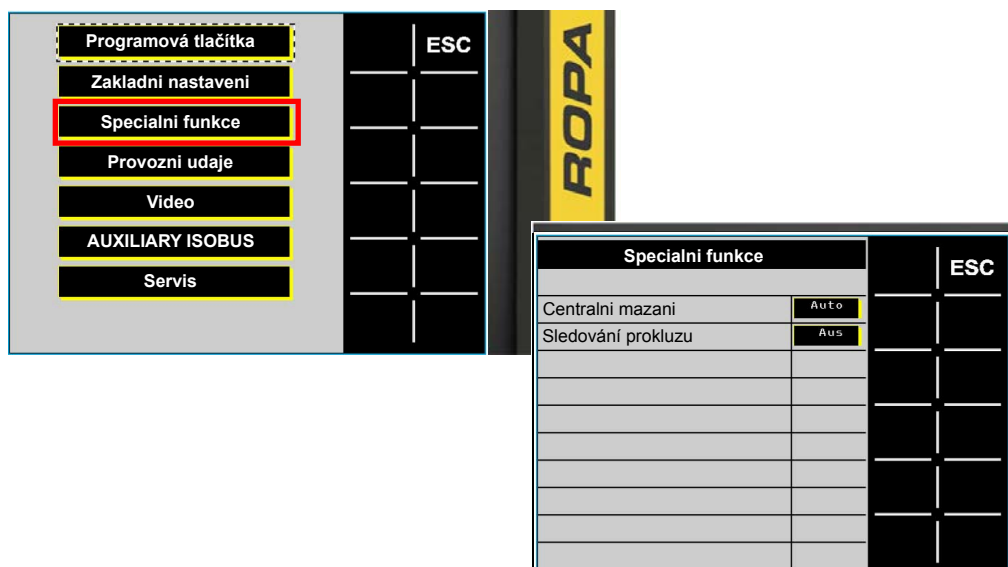 Programová tlačítka
ESC
Zakladni nastaveni
Specialni funkce
Provozni udaje
Video
AUXILIARY ISOBUS
Servis
ROPA
Specialni funkce
ESC
Centralni mazani Auto
Sledování prokluzu Aus